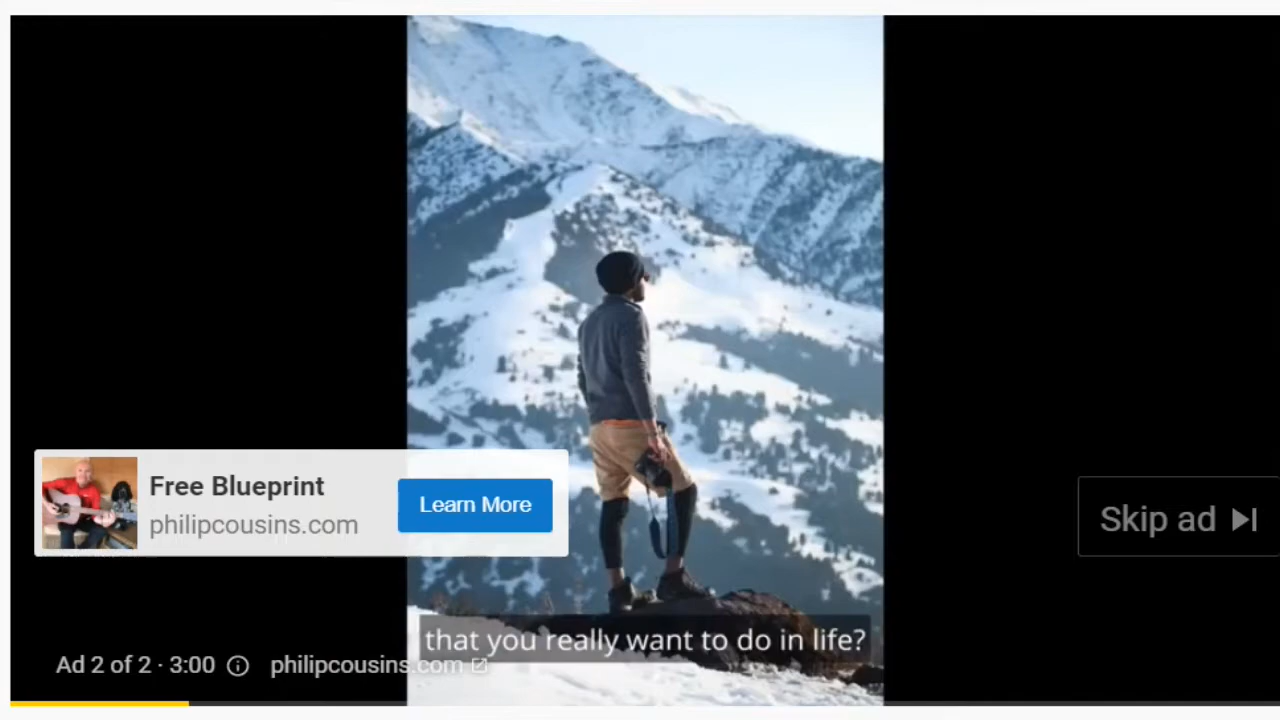 Free Blueprint
philipcousins.com
Learn More
Skip ad
that you really want to do in life?
Ad 2 of 2 · 3:00 philipcousins.com